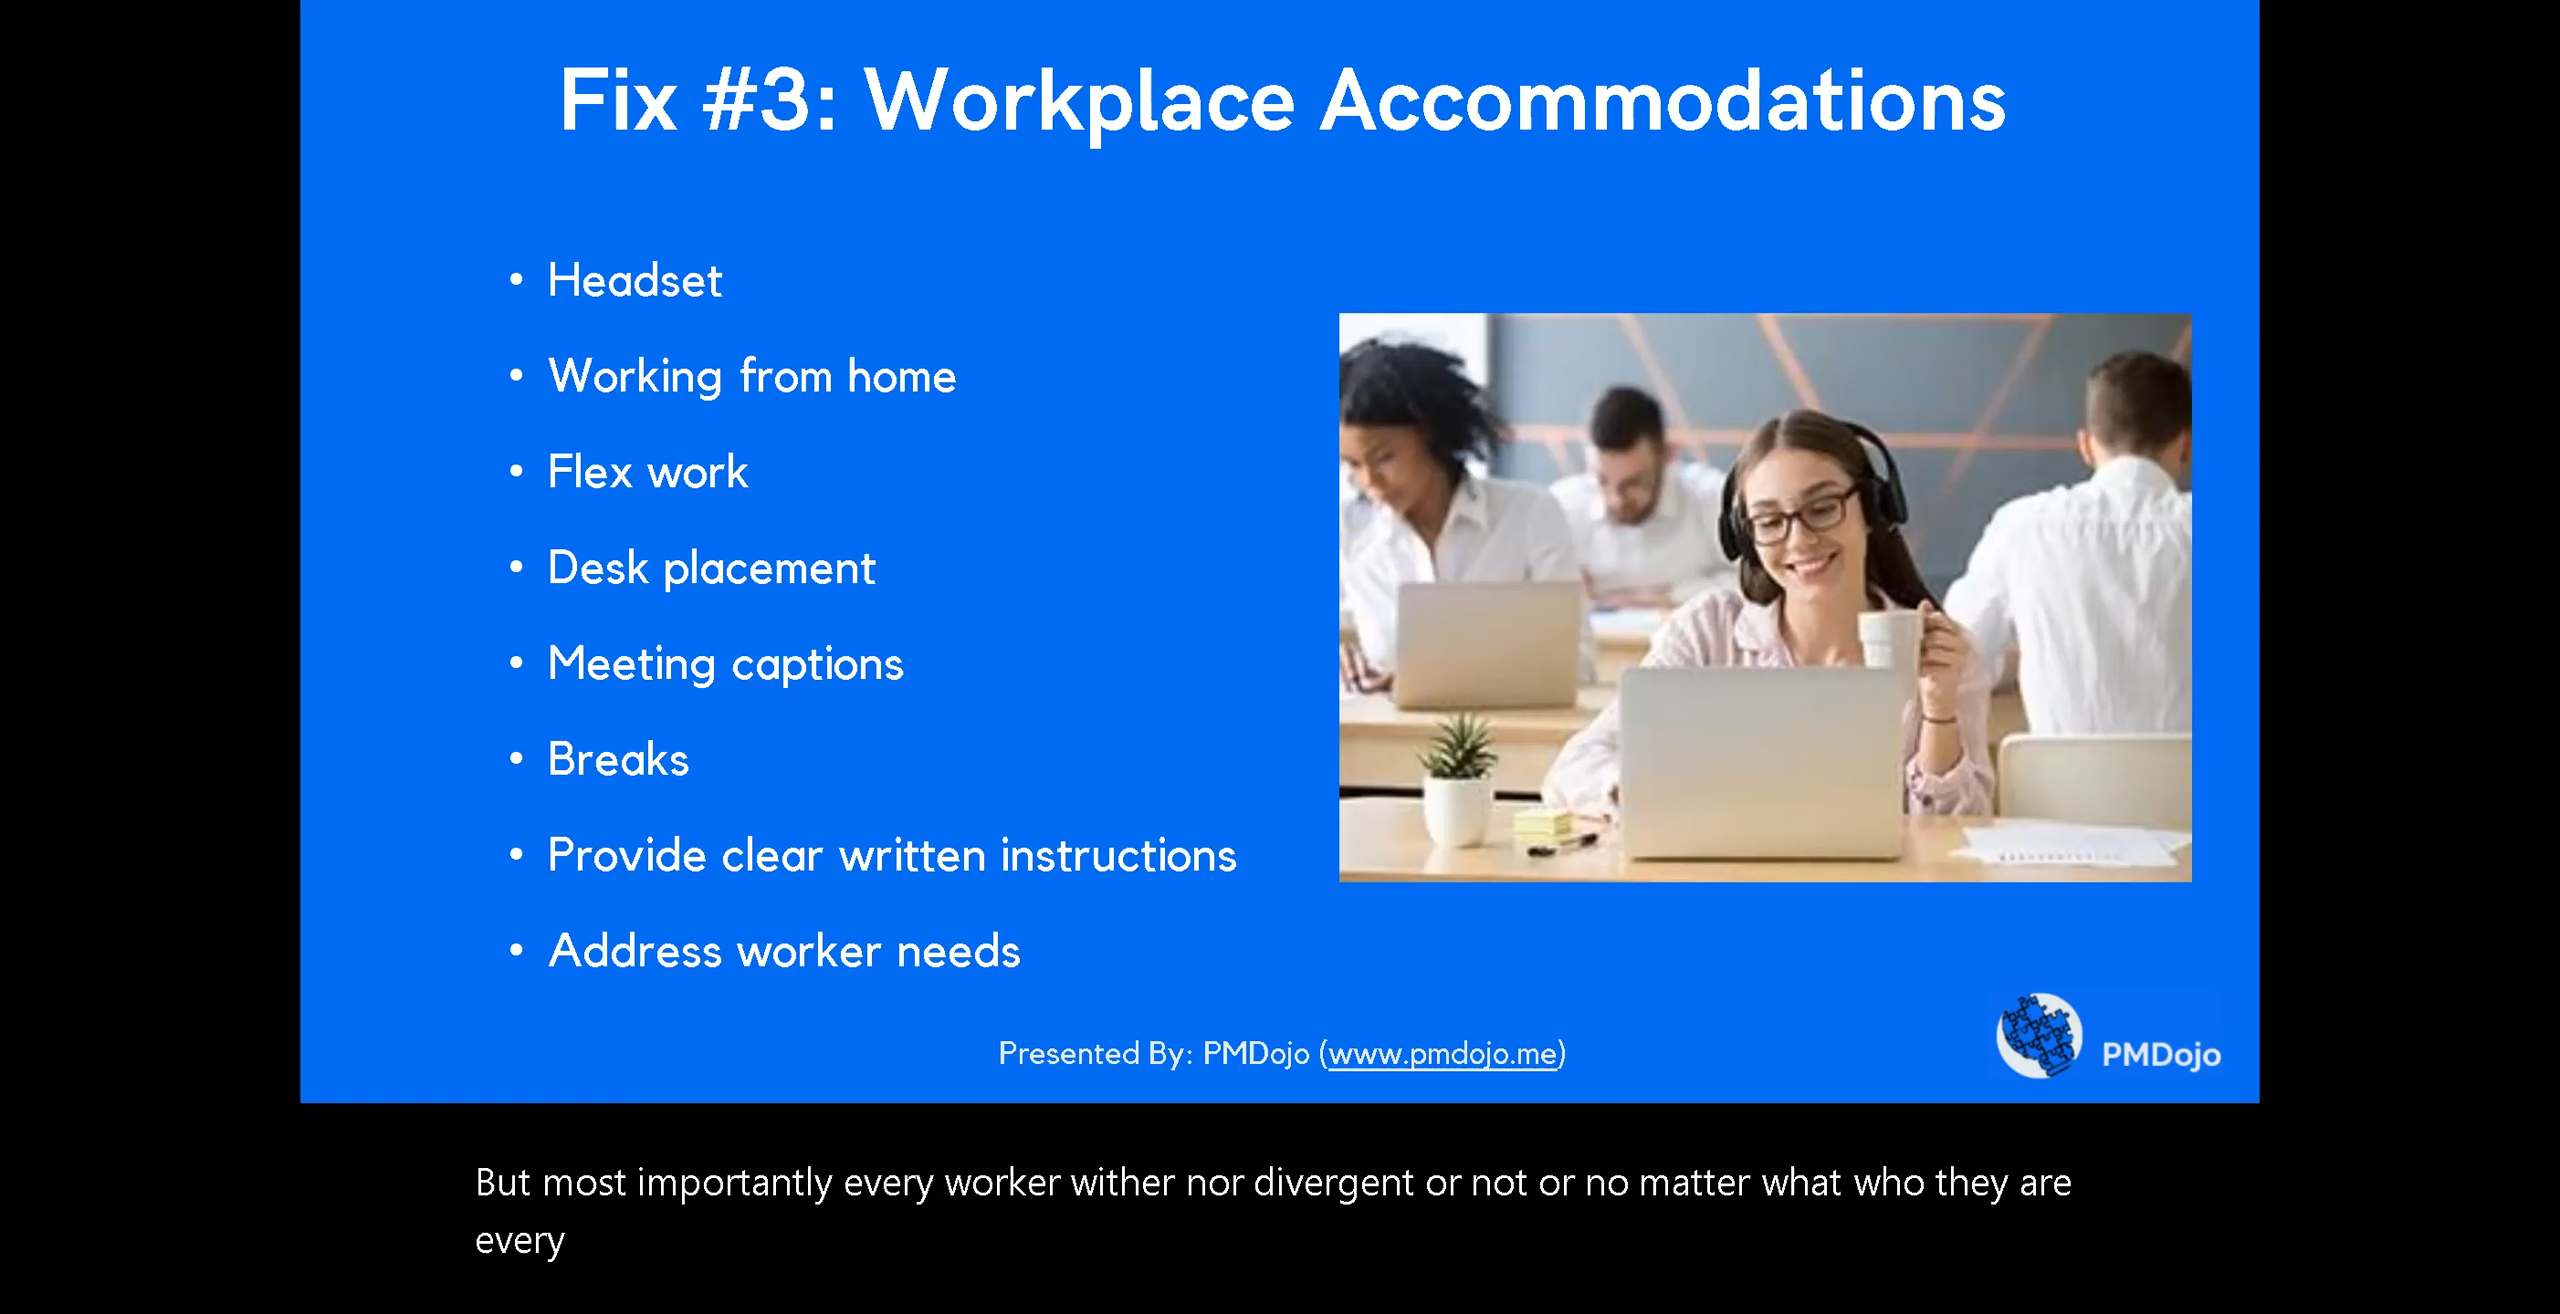 Fix #3: Workplace Accommodations
• Headset
• Working from home
• Flex work
• Desk placement
• Meeting captions
• Breaks
• Provide clear written instructions
• Address worker needs
Presented By: PMDojo (www.pmdojo.me)
PMDojo
But most importantly every worker wither nor divergent or not or no matter what who they are
every